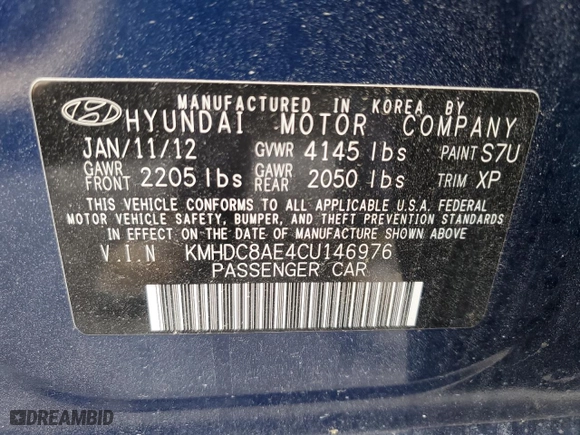 MANUFACTURED IN KOREA BY
HYUNDAI MOTOR COMPANY
JAN/11/12 GVWR 4145 lbs PAINT S7U
GAWR FRONT 2205 lbs GAWR REAR 2050 lbs TRIM XP
THIS VEHICLE CONFORMS TO ALL APPLICABLE U.S.A. FEDERAL
MOTOR VEHICLE SAFETY, BUMPER, AND THEFT PREVENTION
STANDARDS IN EFFECT ON THE
DATE OF MANUFACTURE SHOWN ABOVE
V.I.N KMHDC8AE4CU146976
PASSENGER CAR
DREAMBID